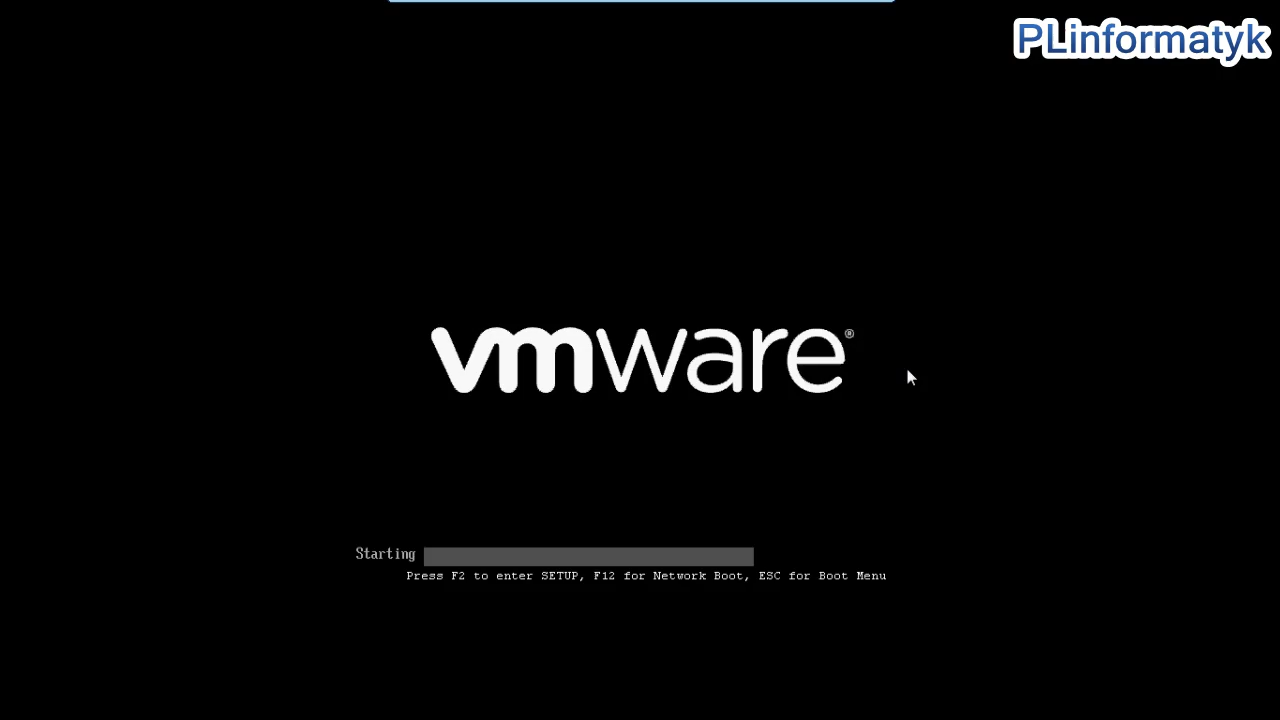 PLinformatyk
vmware®
Starting
Press F2 to enter SETUP, F12 for Network Boot, ESC for Boot Menu